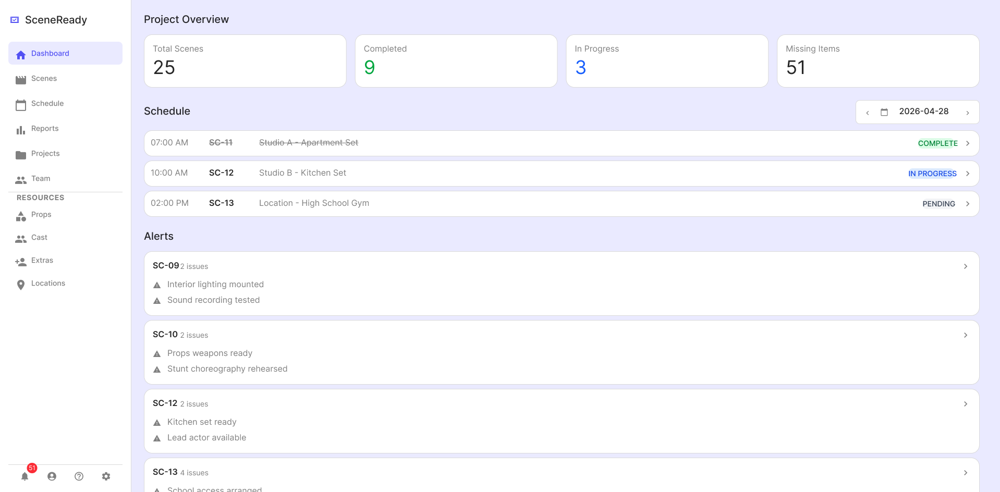 SceneReady
Dashboard
Scenes
Schedule
Reports
Projects
Team
RESOURCES
Props
Cast
Extras
Locations
51
Project Overview
Total Scenes
25
Completed
9
In Progress
3
Missing Items
51
Schedule
2026-04-28
07:00 AM SC-11 Studio A - Apartment Set COMPLETE
10:00 AM SC-12 Studio B - Kitchen Set IN PROGRESS
02:00 PM SC-13 Location - High School Gym PENDING
Alerts
SC-09 2 issues
Interior lighting mounted
Sound recording tested
SC-10 2 issues
Props weapons ready
Stunt choreography rehearsed
SC-12 2 issues
Kitchen set ready
Lead actor available
SC-13 4 issues
School access arranged